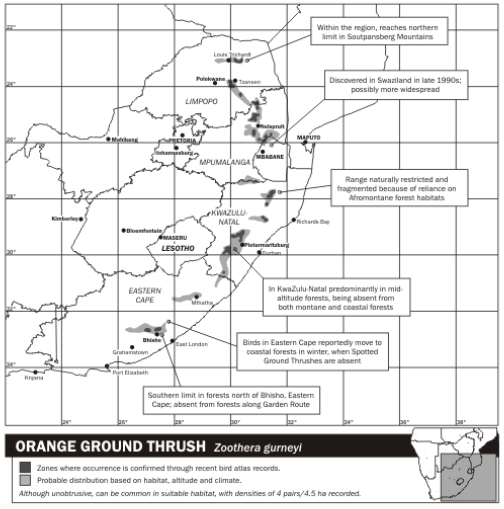 22°
Within the region, reaches northern
limit in Soutpansberg Mountains
Louis Trichardt
Polokwane
Tzaneen
24°
Discovered in Swaziland in late 1990s;
possibly more widespread
LIMPOPO
Nelspruit
Mafikeng
PRETORIA
Johannesburg
MAPUTO
26°
MBABANE
MPUMALANGA
Range naturally restricted and
fragmented because of reliance on
Afromontane forest habitats
28°
KWAZULU-
NATAL
Kimberley
Richards Bay
Bloemfontein
MASERU
LESOTHO
Pietermaritzburg
Durban
30°
In KwaZulu-Natal predominantly in mid-
altitude forests, being absent from
both montane and coastal forests
EASTERN
CAPE
Mthatha
32°
Birds in Eastern Cape reportedly move to
coastal forests in winter, when Spotted
Ground Thrushes are absent
Bhisho
East London
Grahamstown
34°
Port Elizabeth
Knysna
Southern limit in forests north of Bhisho, Eastern
Cape; absent from forests along Garden Route
24° 26° 28° 30° 32° 34° 36° 38°
ORANGE GROUND THRUSH Zoothera gurneyi
Zones where occurrence is confirmed through recent bird atlas records.
Probable distribution based on habitat, altitude and climate.
Although unobtrusive, can be common in suitable habitat, with densities of 4 pairs/4.5 ha recorded.